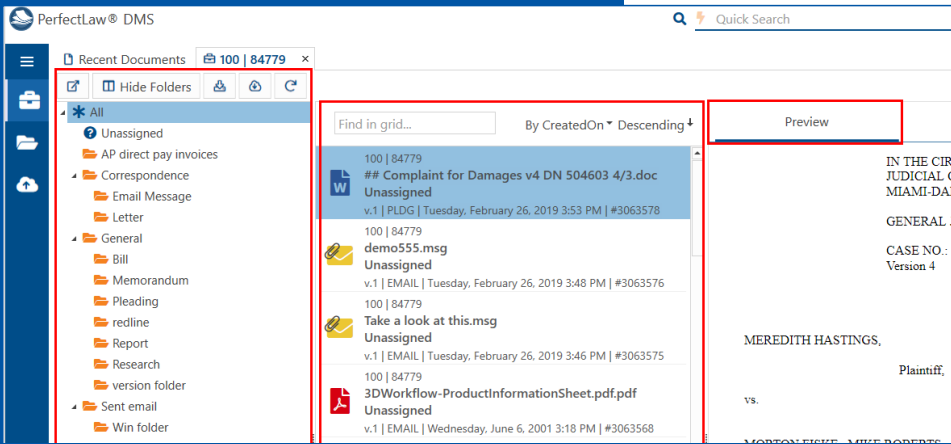 PerfectLaw® DMS
Quick Search
Recent Documents
100 | 84779 ×
Hide Folders
All
Unassigned
AP direct pay invoices
Correspondence
Email Message
Letter
General
Bill
Memorandum
Pleading
redline
Report
Research
version folder
Sent email
Win folder
Find in grid...
By CreatedOn Descending
100 | 84779
## Complaint for Damages v4 DN 504603 4/3.doc
Unassigned
v.1 | PLDG | Tuesday, February 26, 2019 3:53 PM | #3063578
100 | 84779
demo555.msg
Unassigned
v.1 | EMAIL | Tuesday, February 26, 2019 3:48 PM | #3063576
100 | 84779
Take a look at this.msg
Unassigned
v.1 | EMAIL | Tuesday, February 26, 2019 3:46 PM | #3063575
100 | 84779
3DWorkflow-ProductInformationSheet.pdf.pdf
Unassigned
v.1 | EMAIL | Wednesday, June 6, 2001 3:18 PM | #3063568
Preview
IN THE CIR
JUDICIAL
MIAMI-DA
GENERAL
CASE NO.:
Version 4
MEREDITH HASTINGS,
Plaintiff,
vs.
MORTON FISKE, MIKE ROBERTS